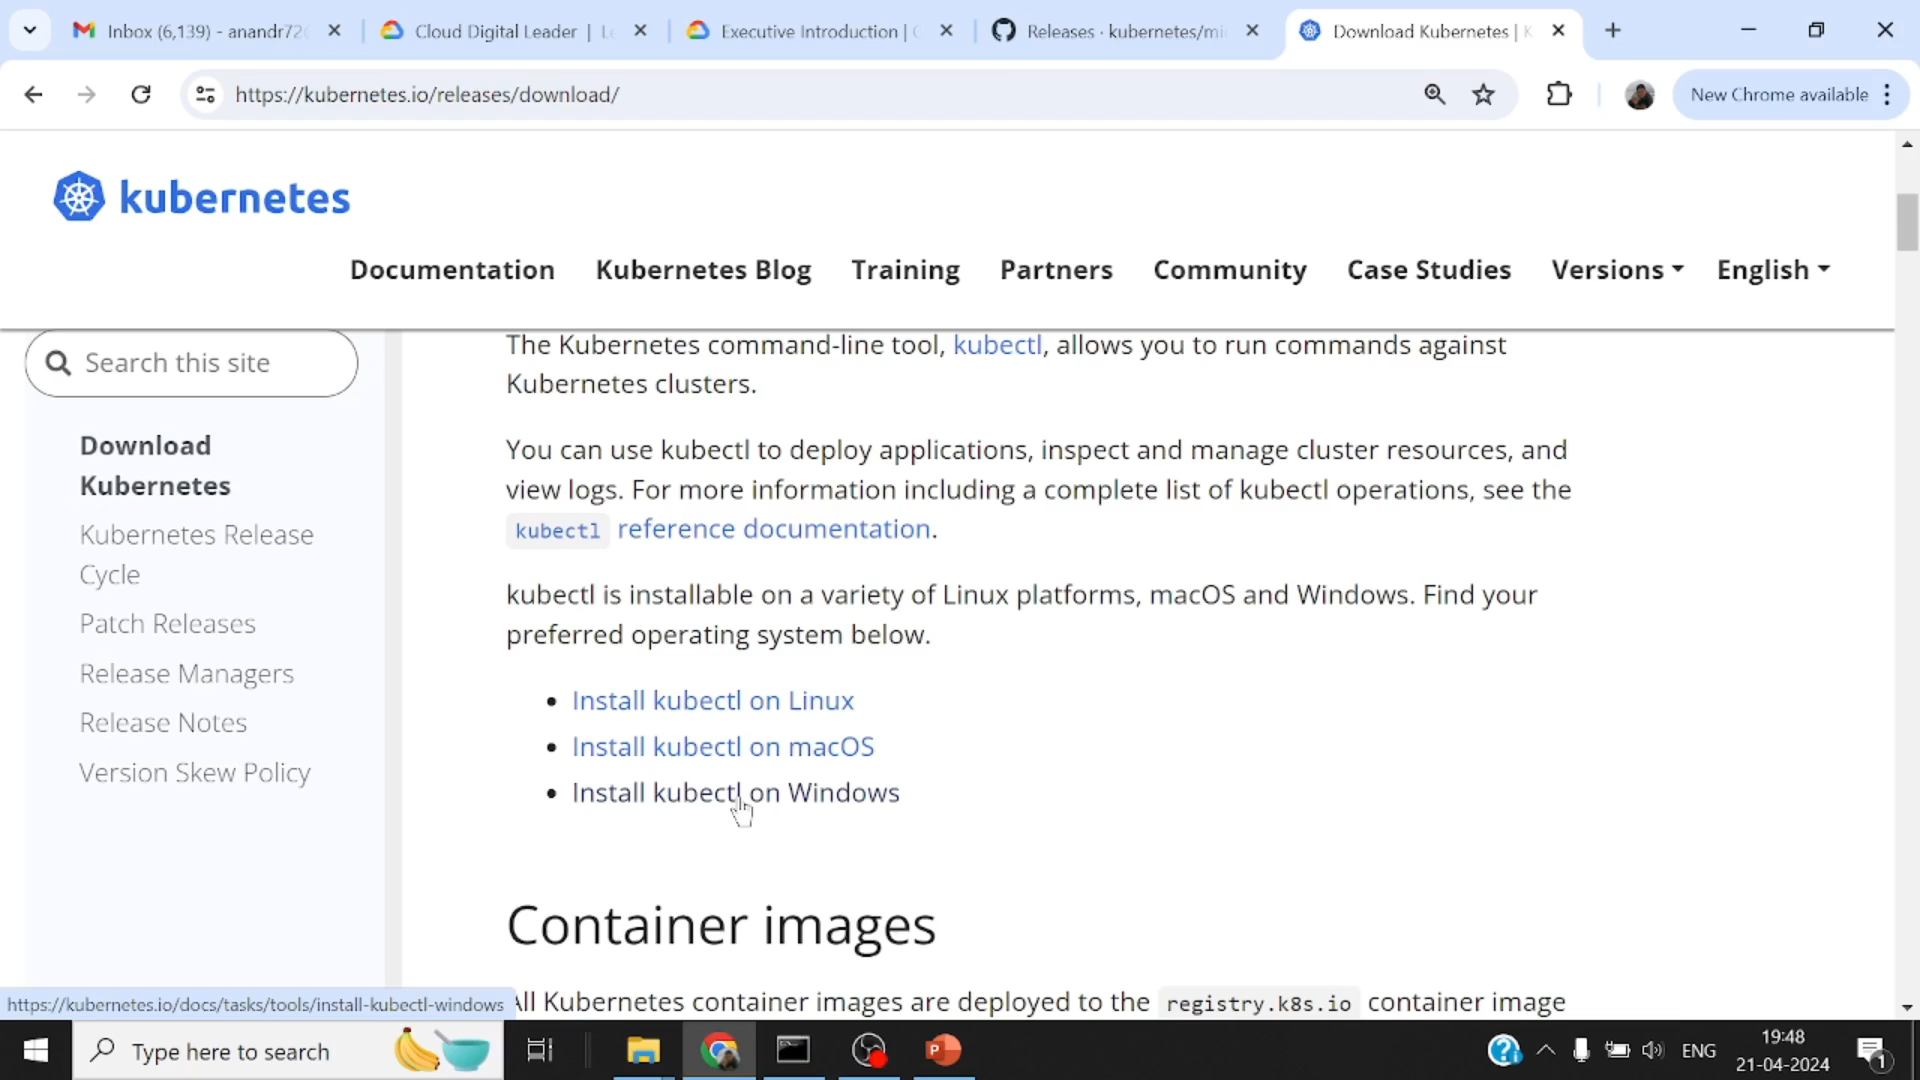 Inbox (6,139) - anandr72
Cloud Digital Leader | L
Executive Introduction |
Releases · kubernetes/mi
Download Kubernetes | K
https://kubernetes.io/releases/download/
New Chrome available
kubernetes
Documentation
Kubernetes Blog
Training
Partners
Community
Case Studies
Versions
English
Search this site
Download
Kubernetes
Kubernetes Release
Cycle
Patch Releases
Release Managers
Release Notes
Version Skew Policy
The Kubernetes command-line tool, kubectl, allows you to run commands against
Kubernetes clusters.
You can use kubectl to deploy applications, inspect and manage cluster resources, and
view logs. For more information including a complete list of kubectl operations, see the
kubectl reference documentation.
kubectl is installable on a variety of Linux platforms, macOS and Windows. Find your
preferred operating system below.
• Install kubectl on Linux
• Install kubectl on macOS
• Install kubectl on Windows
Container images
All Kubernetes container images are deployed to the registry.k8s.io container image
https://kubernetes.io/docs/tasks/tools/install-kubectl-windows
Type here to search
ENG
19:48
21-04-2024
1